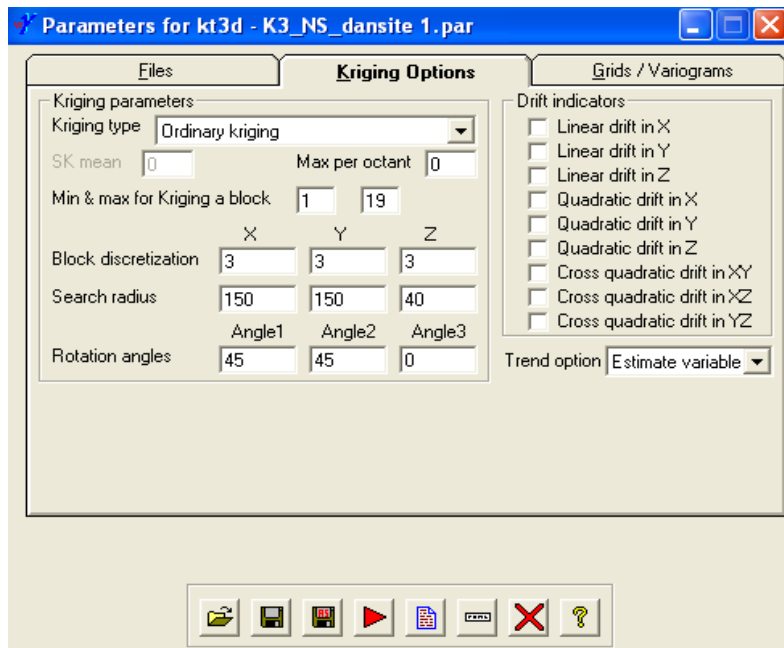 Parameters for kt3d - K3_NS_dansite 1.par
Files Kriging Options Grids / Variograms
Kriging parameters
Kriging type Ordinary kriging
SK mean 0 Max per octant 0
Min & max for Kriging a block 1 19
X Y Z
Block discretization 3 3 3
Search radius 150 150 40
Angle1 Angle2 Angle3
Rotation angles 45 45 0
Drift indicators
Linear drift in X
Linear drift in Y
Linear drift in Z
Quadratic drift in X
Quadratic drift in Y
Quadratic drift in Z
Cross quadratic drift in XY
Cross quadratic drift in XZ
Cross quadratic drift in YZ
Trend option Estimate variable